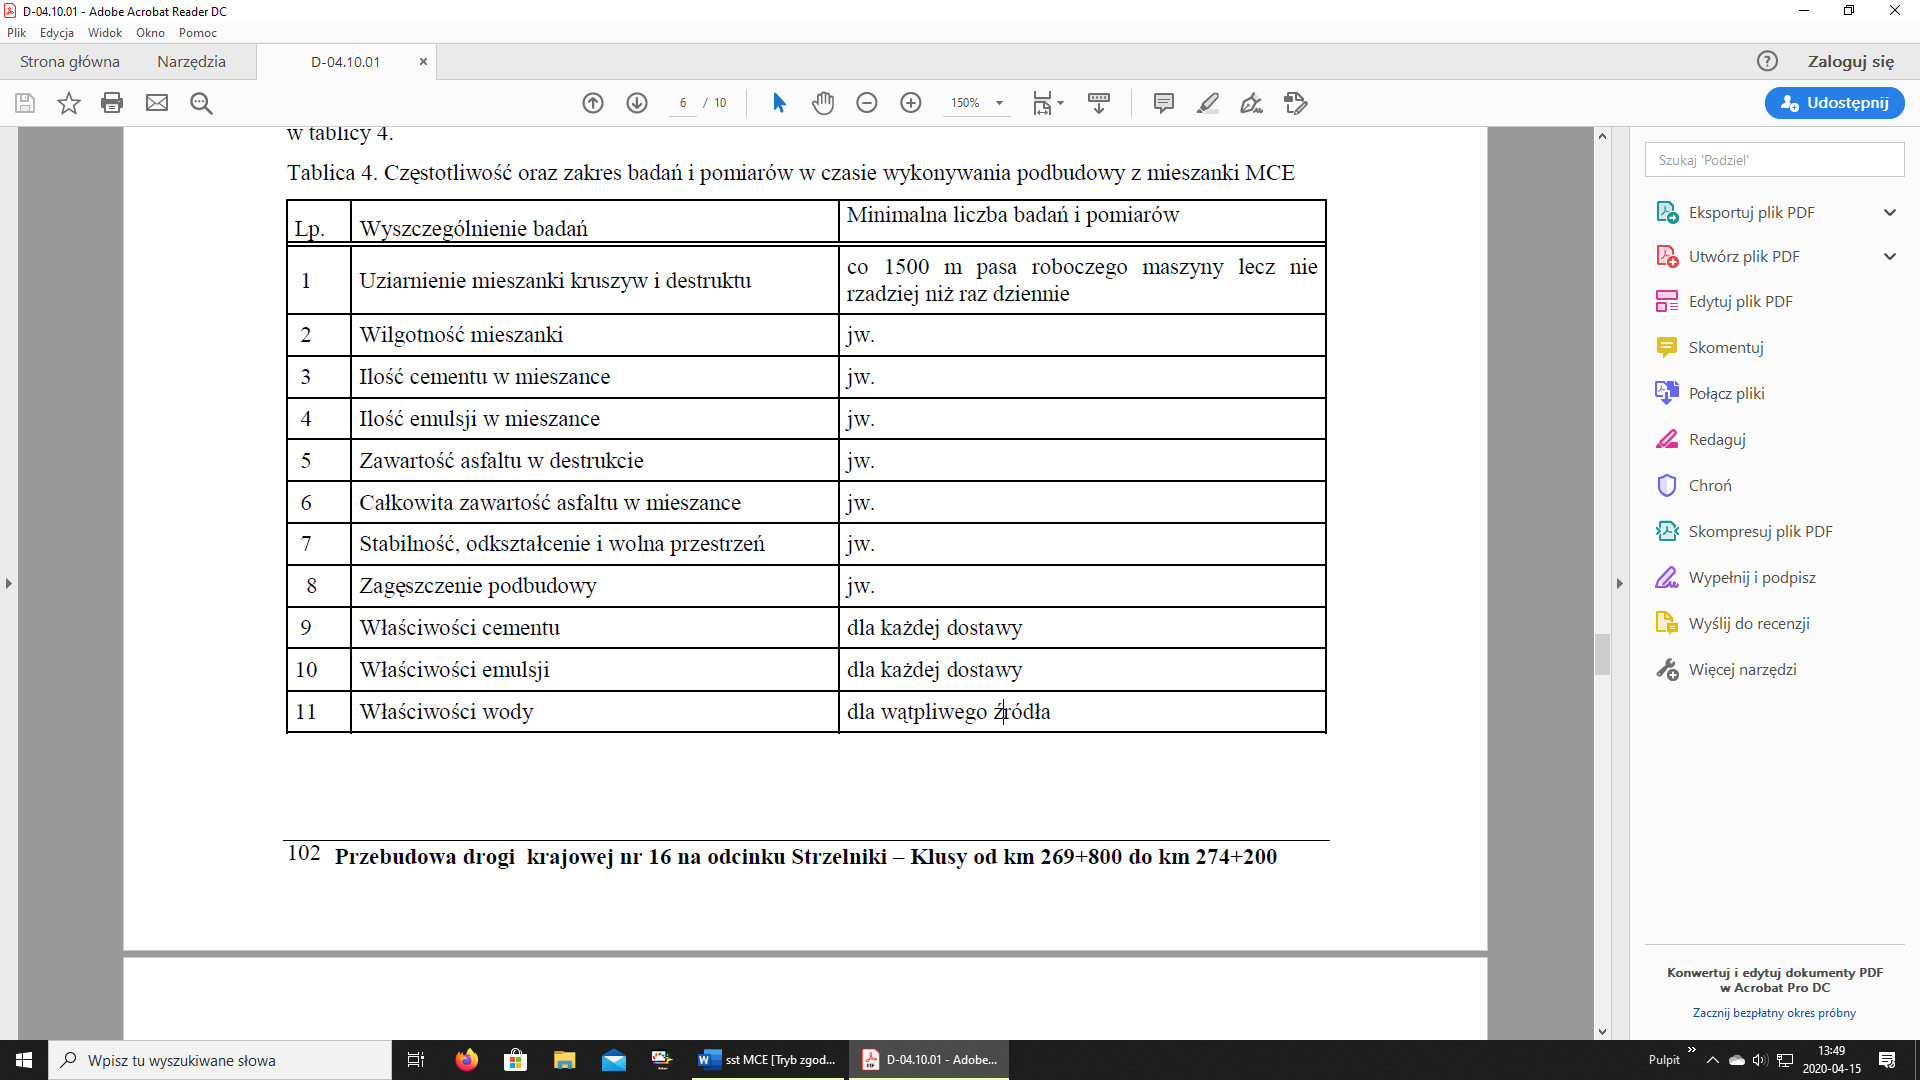 D-04.10.01 - Adobe Acrobat Reader DC
Plik Edycja Widok Okno Pomoc
Strona główna Narzędzia D-04.10.01 × ? Zaloguj się
6 / 10 150% Udostępnij
w tablicy 4.
Tablica 4. Częstotliwość oraz zakres badań i pomiarów w czasie wykonywania podbudowy z mieszanki MCE
Lp. Wyszczególnienie badań Minimalna liczba badań i pomiarów
1 Uziarnienie mieszanki kruszyw i destruktu co 1500 m pasa roboczego maszyny lecz nie
rzadziej niż raz dziennie
2 Wilgotność mieszanki jw.
3 Ilość cementu w mieszance jw.
4 Ilość emulsji w mieszance jw.
5 Zawartość asfaltu w destrukcie jw.
6 Całkowita zawartość asfaltu w mieszance jw.
7 Stabilność, odkształcenie i wolna przestrzeń jw.
8 Zagęszczenie podbudowy jw.
9 Właściwości cementu dla każdej dostawy
10 Właściwości emulsji dla każdej dostawy
11 Właściwości wody dla wątpliwego źródła
102 Przebudowa drogi krajowej nr 16 na odcinku Strzelniki – Klusy od km 269+800 do km 274+200
Szukaj 'Podziel'
Eksportuj plik PDF
Utwórz plik PDF
Edytuj plik PDF
Skomentuj
Połącz pliki
Redaguj
Chroń
Skompresuj plik PDF
Wypełnij i podpisz
Wyślij do recenzji
Więcej narzędzi
Konwertuj i edytuj dokumenty PDF
w Acrobat Pro DC
Zacznij bezpłatny okres próbny
Wpisz tu wyszukiwane słowa
sst MCE [Tryb zgod...
D-04.10.01 - Adobe...
Pulpit »
13:49
2020-04-15